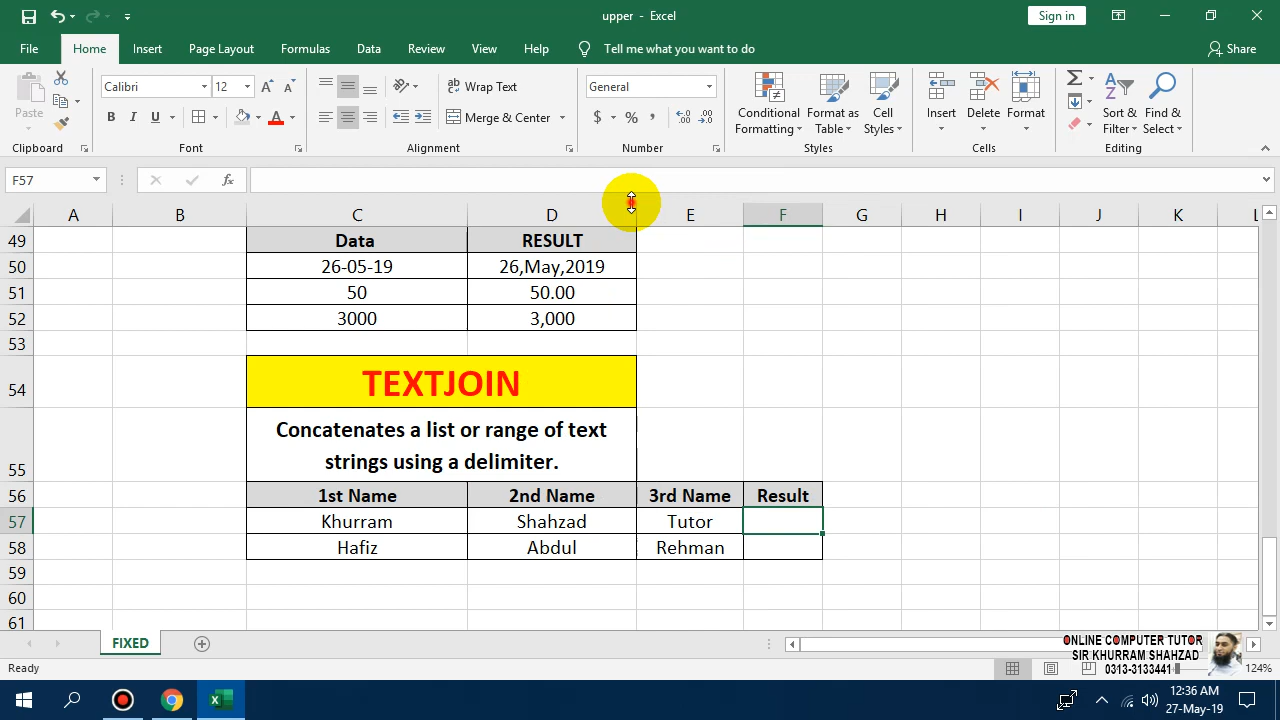 upper - Excel
Sign in
File Home Insert Page Layout Formulas Data Review View Help Tell me what you want to do Share
Paste
Clipboard
Calibri 12
B I U
Font
Wrap Text
Merge & Center
Alignment
General
$ % ,
Number
Conditional Formatting
Format as Table
Cell Styles
Styles
Insert
Delete
Format
Cells
Sort & Filter
Find & Select
Editing
F57
fx
A B C D E F G H I J K L
49 Data RESULT
50 26-05-19 26,May,2019
51 50 50.00
52 3000 3,000
53
54 TEXTJOIN
Concatenates a list or range of text
55 strings using a delimiter.
56 1st Name 2nd Name 3rd Name Result
57 Khurram Shahzad Tutor
58 Hafiz Abdul Rehman
59
60
61
FIXED
ONLINE COMPUTER TUTOR
SIR KHURRAM SHAHZAD
0313-3133441
Ready
124%
12:36 AM
27-May-19